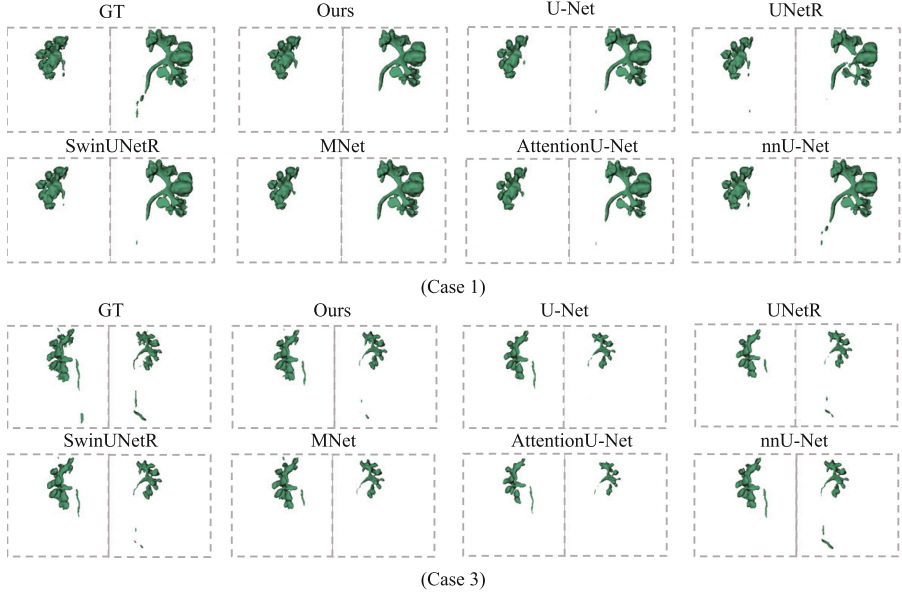 GT Ours U-Net UNetR
SwinUNetR MNet AttentionU-Net nnU-Net
(Case 1)
GT Ours U-Net UNetR
SwinUNetR MNet AttentionU-Net nnU-Net
(Case 3)